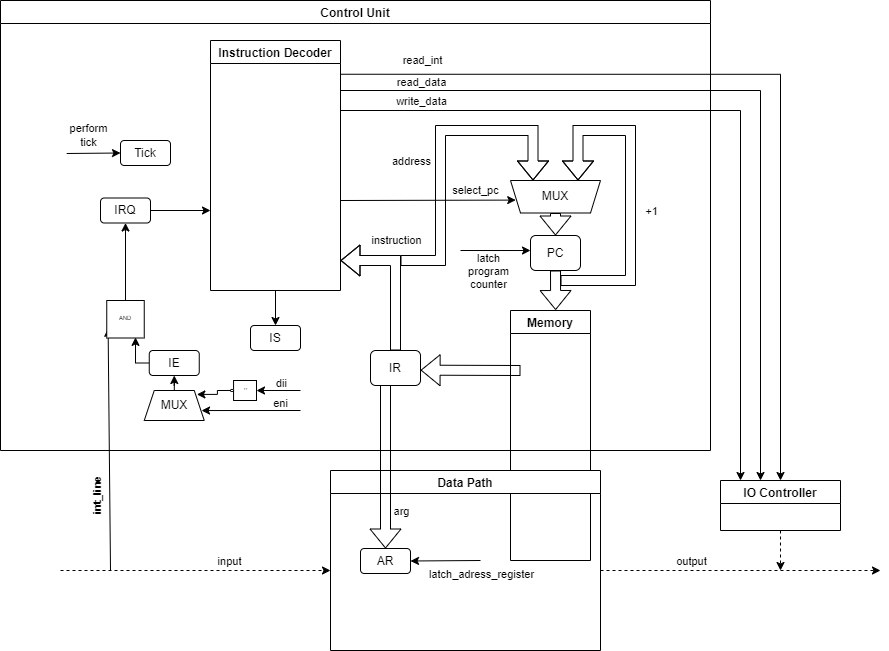 Control Unit
Instruction Decoder
read_int
read_data
write_data
perform
tick
Tick
address
select_pc
MUX
+1
IRQ
instruction
PC
latch
program
counter
AND
IS
Memory
IE
IR
dii
MUX
eni
int_line
Data Path
IO Controller
arg
input
AR
output
latch_adress_register